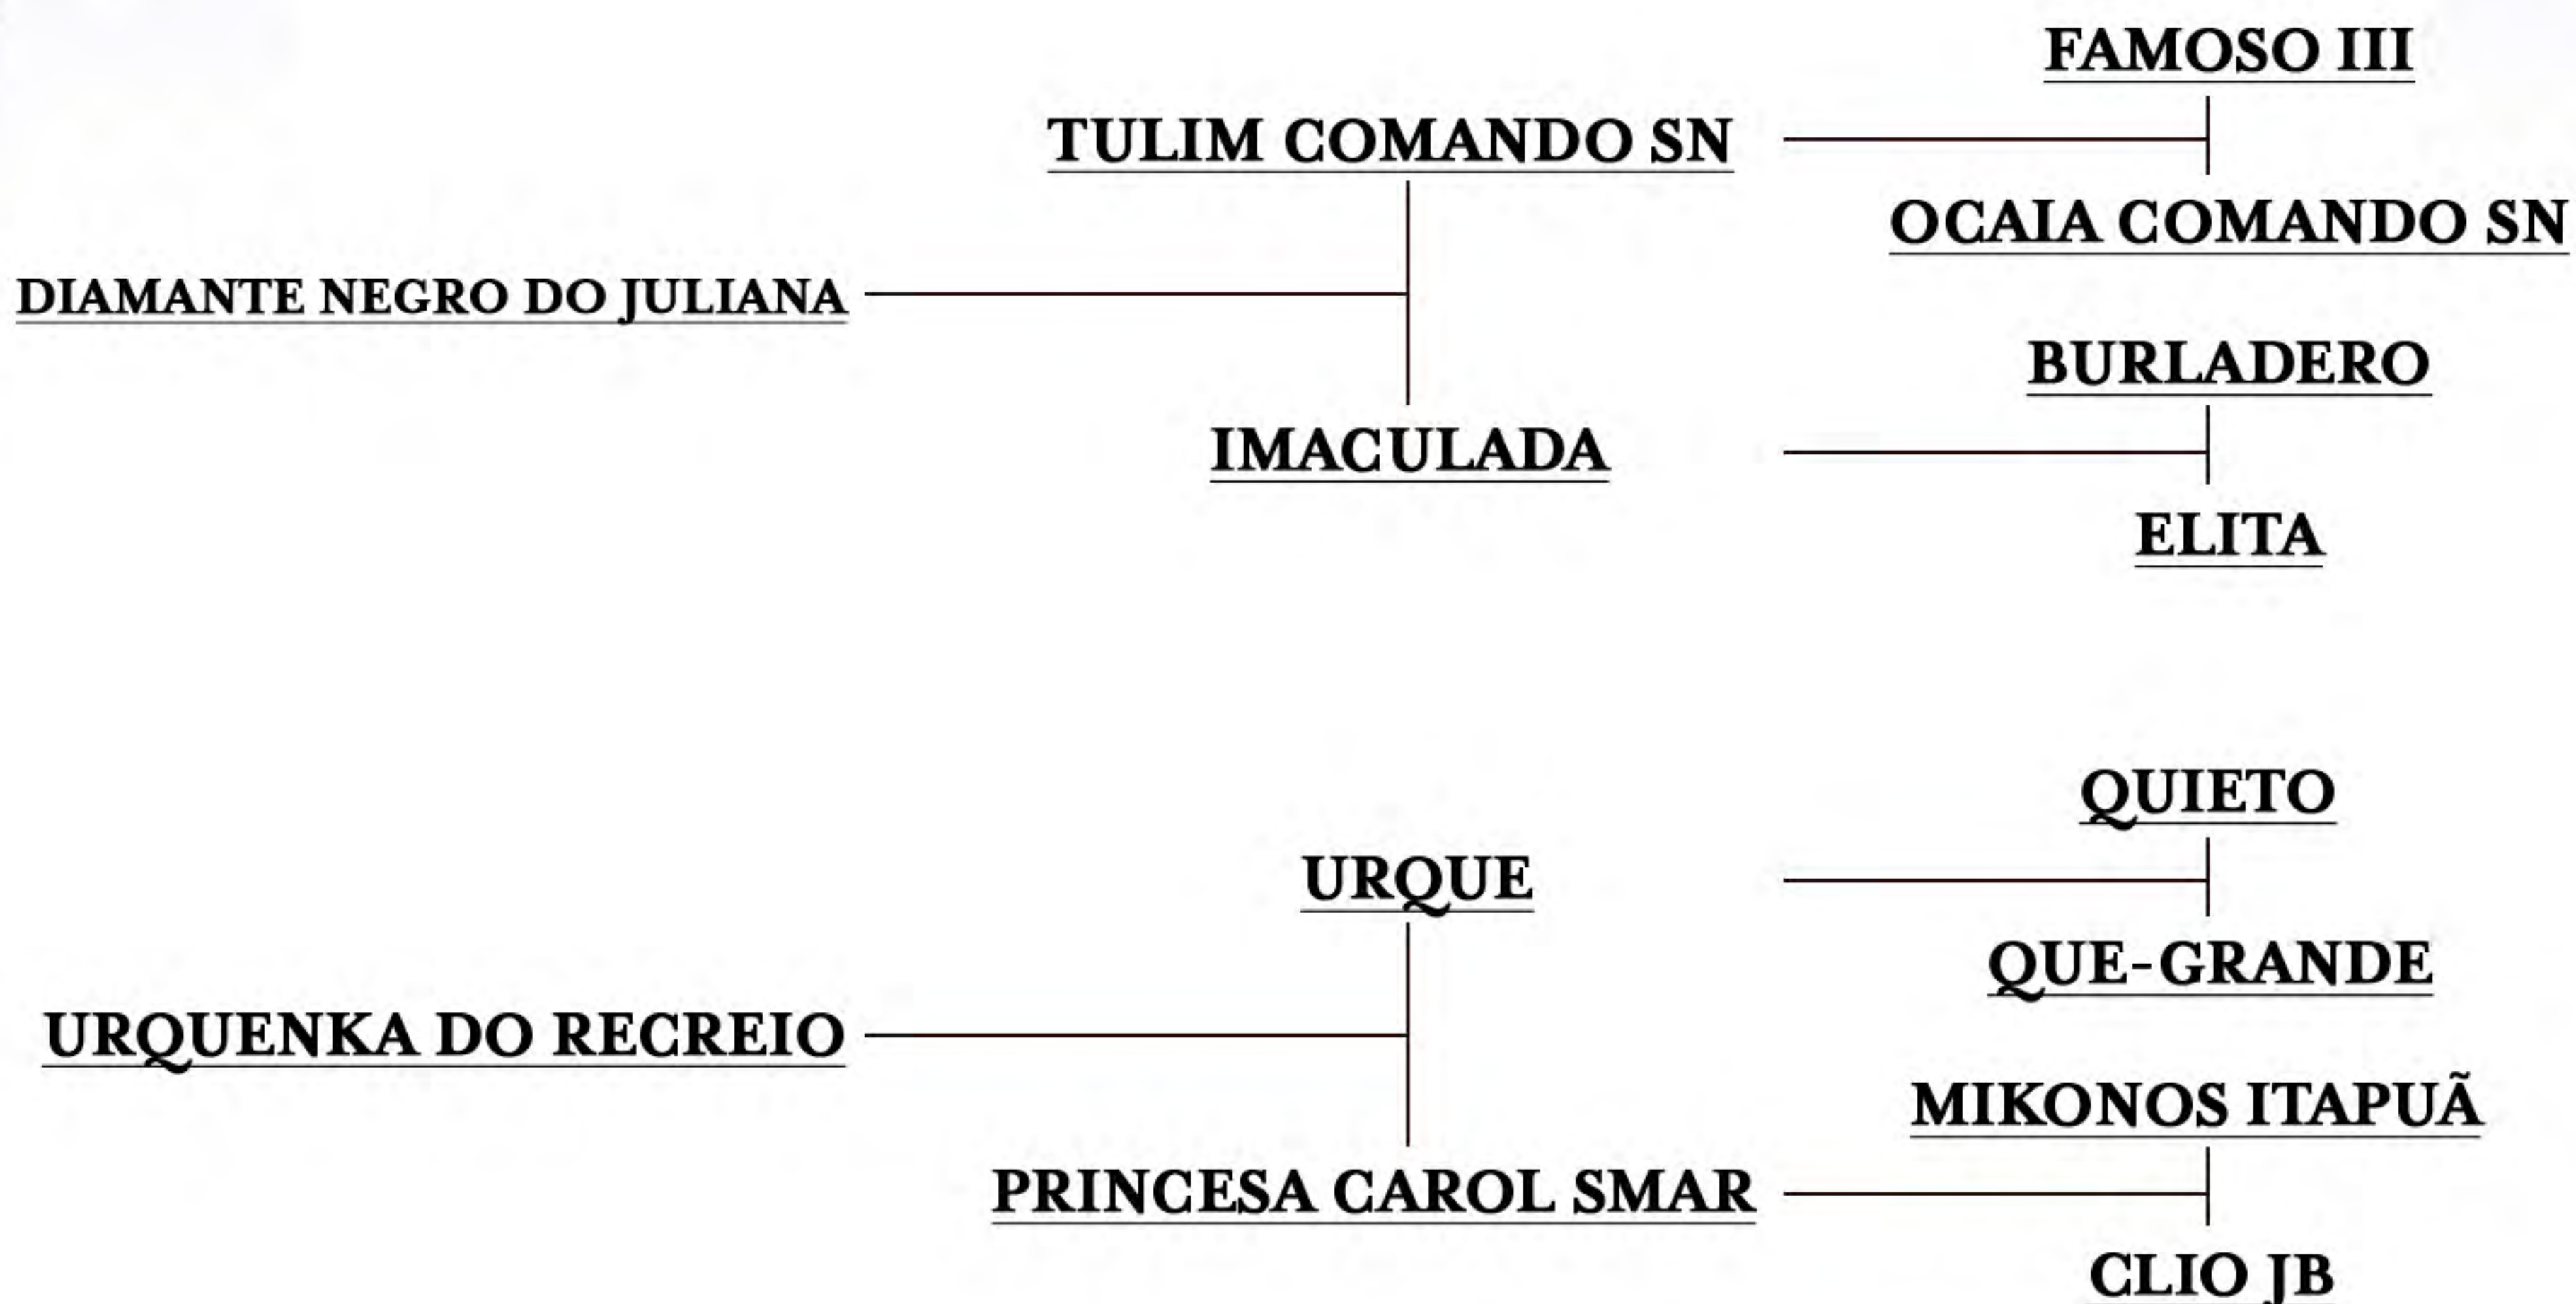 FAMOSO III
TULIM COMANDO SN
OCAIA COMANDO SN
DIAMANTE NEGRO DO JULIANA
BURLADERO
IMACULADA
ELITA
QUIETO
URQUE
QUE-GRANDE
URQUENKA DO RECREIO
MIKONOS ITAPUÃ
PRINCESA CAROL SMAR
CLIO JB